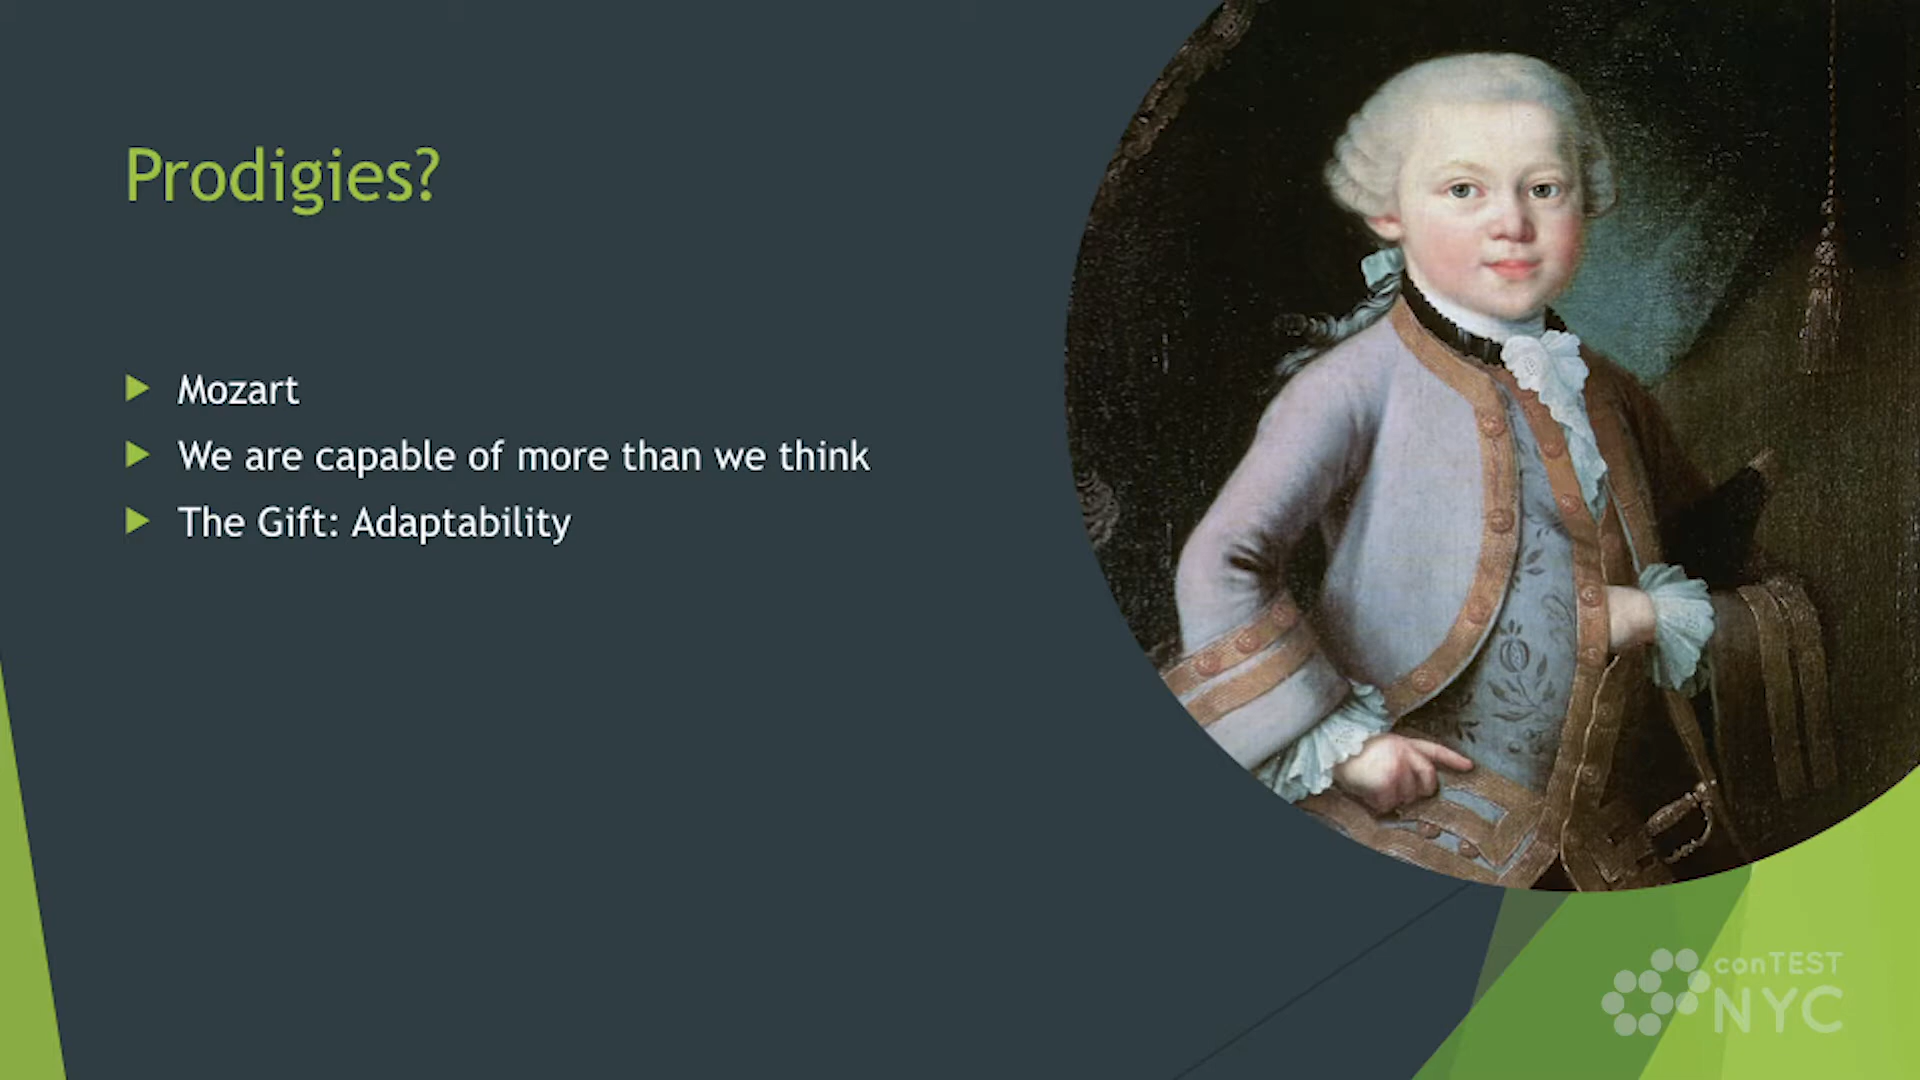 Prodigies?
Mozart
We are capable of more than we think
The Gift: Adaptability
conTEST
NYC